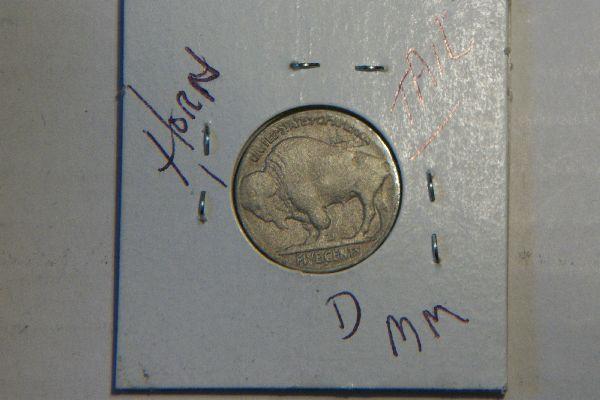 HORN
TAIL
UNITED STATES OF AMERICA
FIVE CENTS
D MM